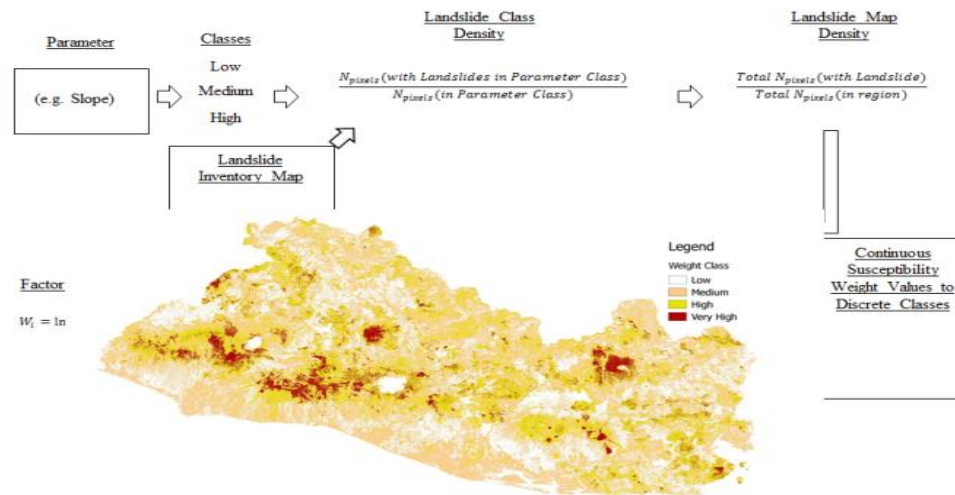 Parameter
(e.g. Slope)
Classes
Low
Medium
High
Landslide Class
Density
N_pixels(with Landslides in Parameter Class)
N_pixels(in Parameter Class)
Landslide Map
Density
Total N_pixels(with Landslide)
Total N_pixels(in region)
Landslide
Inventory Map
Factor
W_i = ln
Legend
Weight Class
Low
Medium
High
Very High
Continuous
Susceptibility
Weight Values to
Discrete Classes